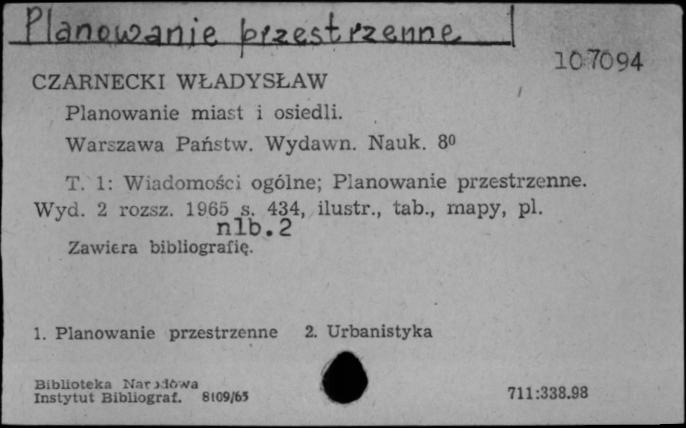 Planowanie przestrzenne
107094
CZARNECKI WŁADYSŁAW
Planowanie miast i osiedli.
Warszawa Państw. Wydawn. Nauk. 8⁰
T. 1: Wiadomości ogólne; Planowanie przestrzenne.
Wyd. 2 rozsz. 1965 s. 434, ilustr., tab., mapy, pl.
nlb. 2
Zawiera bibliografię.
1. Planowanie przestrzenne 2. Urbanistyka
Biblioteka Narodowa
Instytut Bibliograf. 8109/65
711:338.98